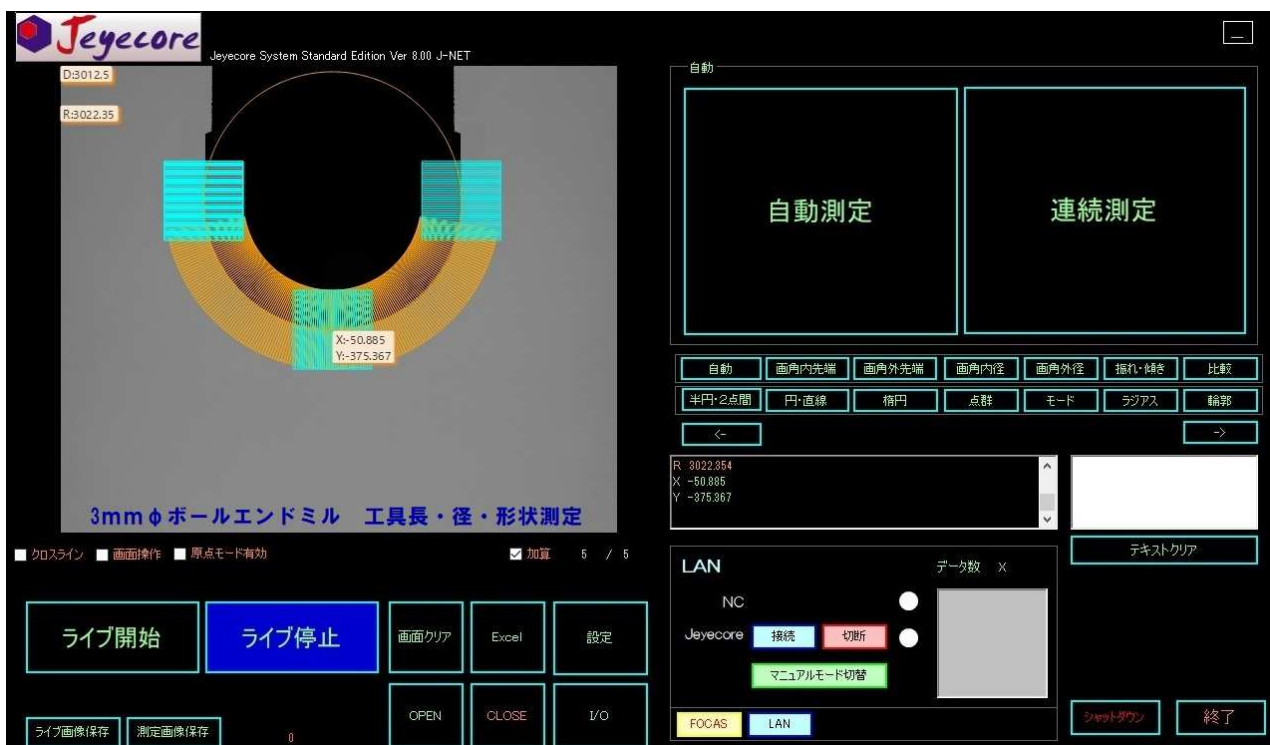 Jeyecore
Jeyecore System Standard Edition Ver 8.00 J-NET
D:3012.5
R:3022.35
X:-50.885
Y:-375.367
3mmφボールエンドミル 工具長・径・形状測定
クロスライン 画面操作 原点モード有効 加算 5 / 5
ライブ開始 ライブ停止 画面クリア Excel 設定
OPEN CLOSE I/O
ライブ画像保存 測定画像保存 0
自動
自動測定 連続測定
自動 画角内先端 画角外先端 画角内径 画角外径 振れ・傾き 比較
半円・2点間 円・直線 楕円 点群 モード ラジアス 輪郭
<- ->
R 3022.354
X -50.885
Y -375.367
テキストクリア
LAN データ数 X
NC
Jeyecore 接続 切断
マニュアルモード切替
FOCAS LAN
シャットダウン 終了